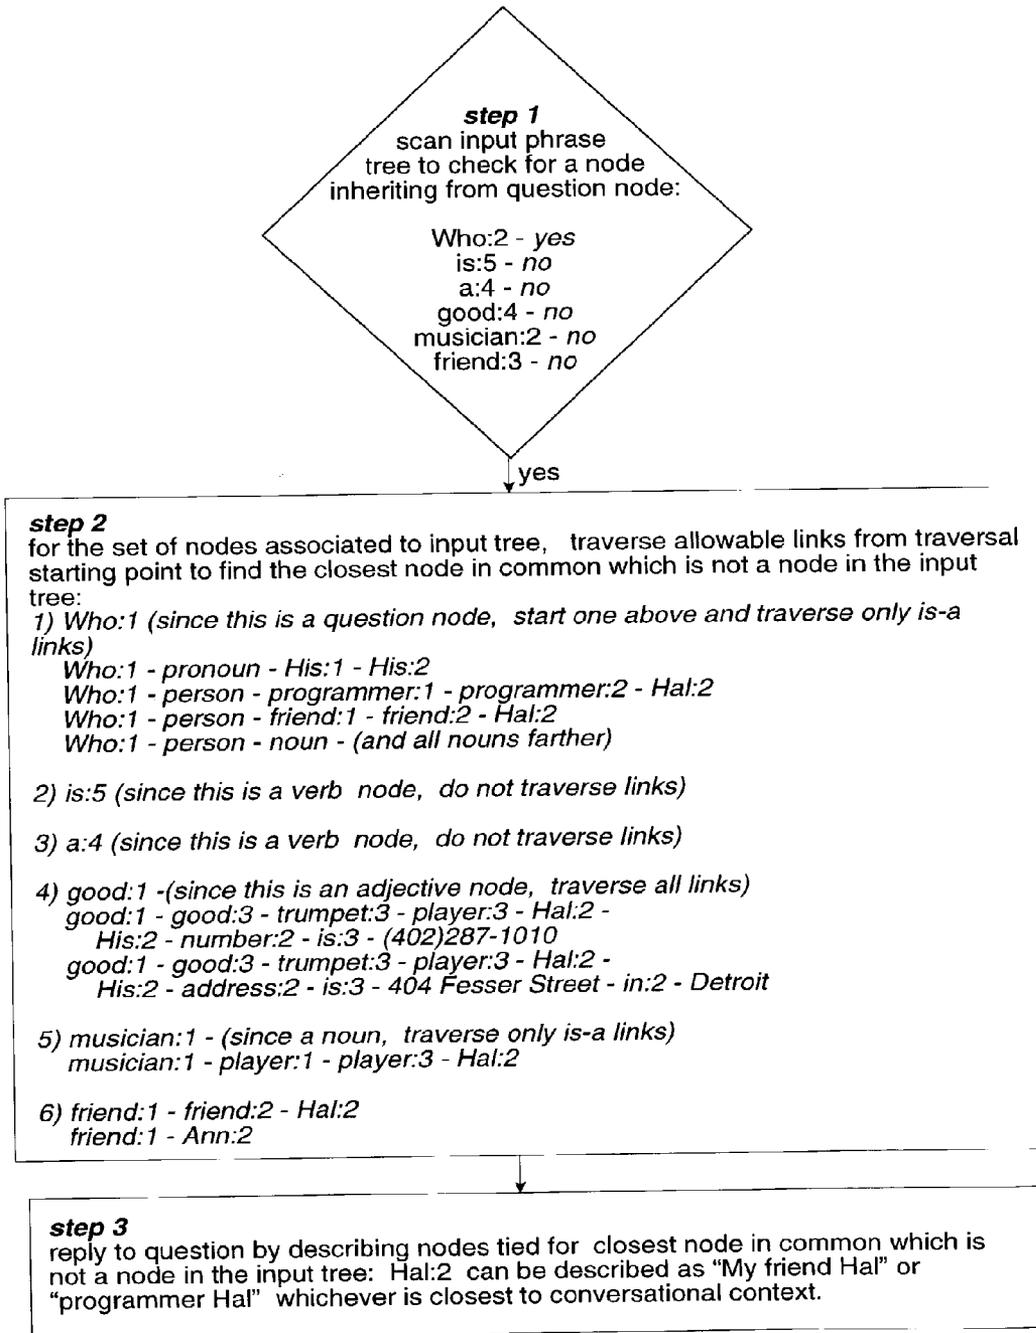 step 1
scan input phrase
tree to check for a node
inheriting from question node:
Who:2 - yes
is:5 - no
a:4 - no
good:4 - no
musician:2 - no
friend:3 - no
yes
step 2
for the set of nodes associated to input tree, traverse allowable links from traversal
starting point to find the closest node in common which is not a node in the input
tree:
1) Who:1 (since this is a question node, start one above and traverse only is-a
links)
Who:1 - pronoun - His:1 - His:2
Who:1 - person - programmer:1 - programmer:2 - Hal:2
Who:1 - person - friend:1 - friend:2 - Hal:2
Who:1 - person - noun - (and all nouns farther)
2) is:5 (since this is a verb node, do not traverse links)
3) a:4 (since this is a verb node, do not traverse links)
4) good:1 -(since this is an adjective node, traverse all links)
good:1 - good:3 - trumpet:3 - player:3 - Hal:2 -
His:2 - number:2 - is:3 - (402)287-1010
good:1 - good:3 - trumpet:3 - player:3 - Hal:2 -
His:2 - address:2 - is:3 - 404 Fesser Street - in:2 - Detroit
5) musician:1 - (since a noun, traverse only is-a links)
musician:1 - player:1 - player:3 - Hal:2
6) friend:1 - friend:2 - Hal:2
friend:1 - Ann:2
step 3
reply to question by describing nodes tied for closest node in common which is
not a node in the input tree: Hal:2 can be described as “My friend Hal” or
“programmer Hal” whichever is closest to conversational context.